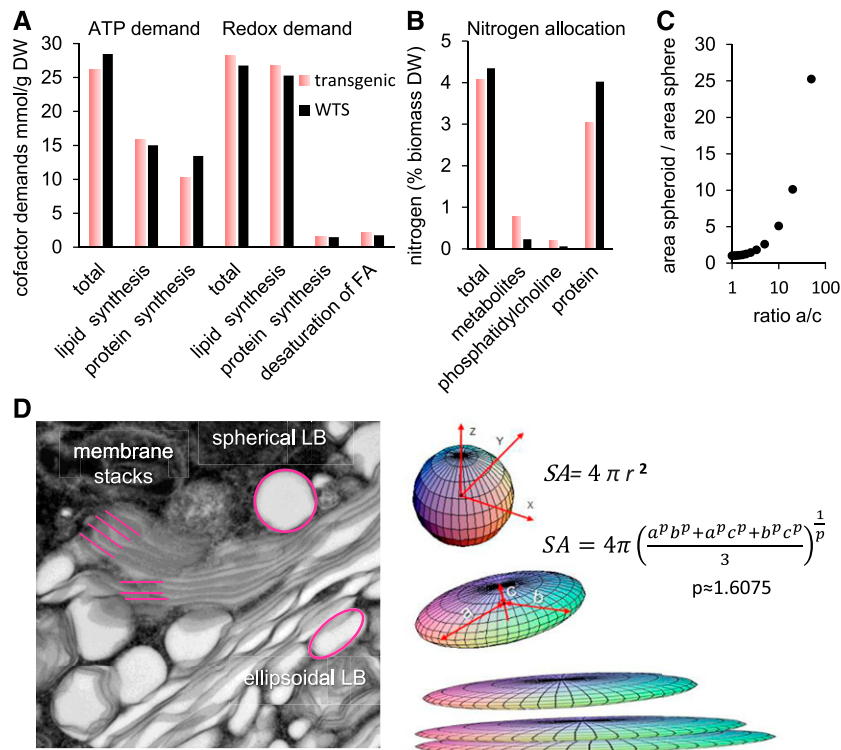 A
ATP demand
Redox demand
cofactor demands mmol/g DW
30
25
20
15
10
5
0
transgenic
WTS
total
lipid synthesis
protein synthesis
total
lipid synthesis
protein synthesis
desaturation of FA
B
Nitrogen allocation
nitrogen (% biomass DW)
5
4
3
2
1
0
total
metabolites
phosphatidylcholine
protein
C
area spheroid / area sphere
30
25
20
15
10
5
0
1
10
100
ratio a/c
D
membrane
stacks
spherical LB
ellipsoidal LB
Z
Y
X
SA= 4 π r ²
SA = 4π (a^p b^p + a^p c^p + b^p c^p / 3)^1/p
p≈1.6075
a
c
b